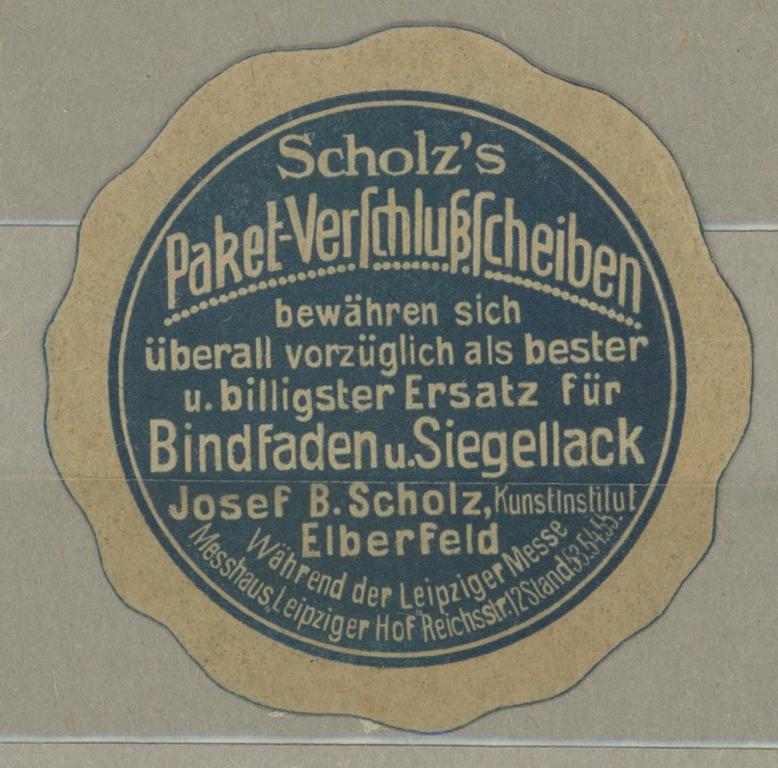 Scholz's
Paket-Verſchlußſcheiben
bewähren sich
überall vorzüglich als bester
u. billigster Ersatz für
Bindfaden u. Siegellack
Josef B. Scholz, Kunstinstitut
Elberfeld
Während der Leipziger Messe
Messhaus „Leipziger Hof" Reichsstr. 12 Stand 53.54.55.